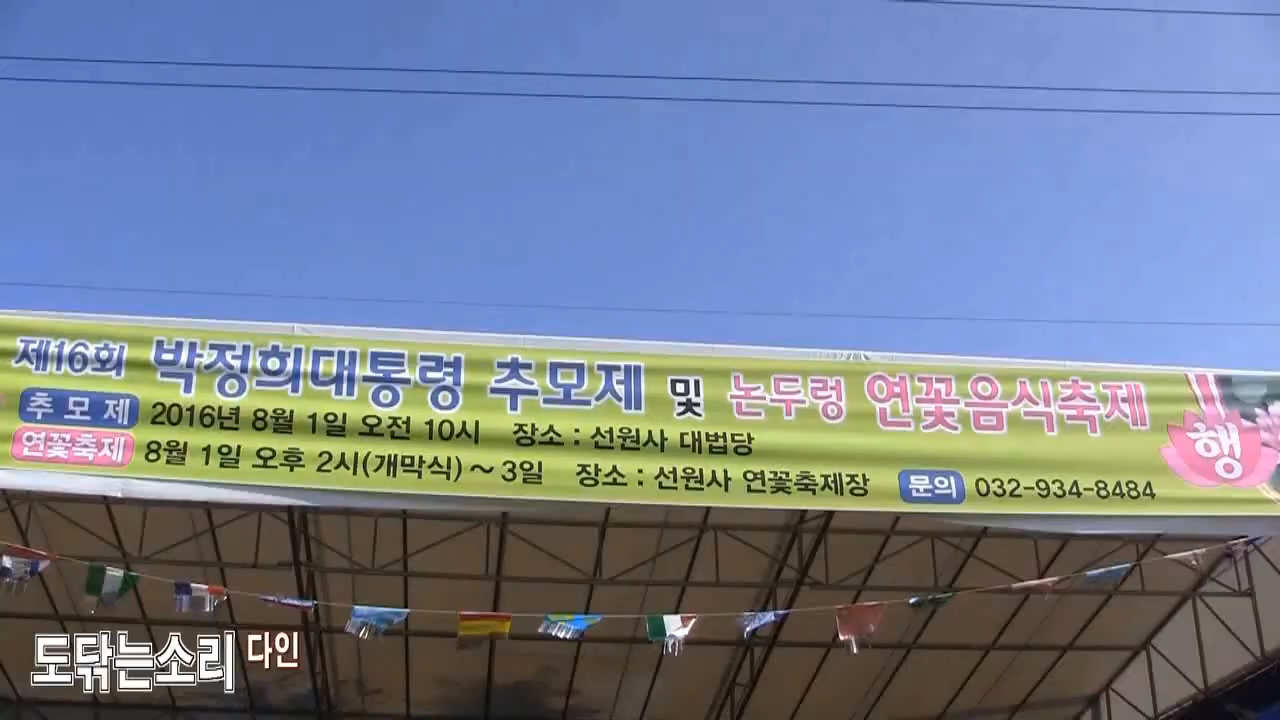 제16회 박정희대통령 추모제 및 논두렁 연꽃음식축제
추모제 2016년 8월 1일 오전 10시 장소 : 선원사 대법당
연꽃축제 8월 1일 오후 2시(개막식) ~ 3일 장소 : 선원사 연꽃축제장 문의 032-934-8484
행
도닦는소리 다인